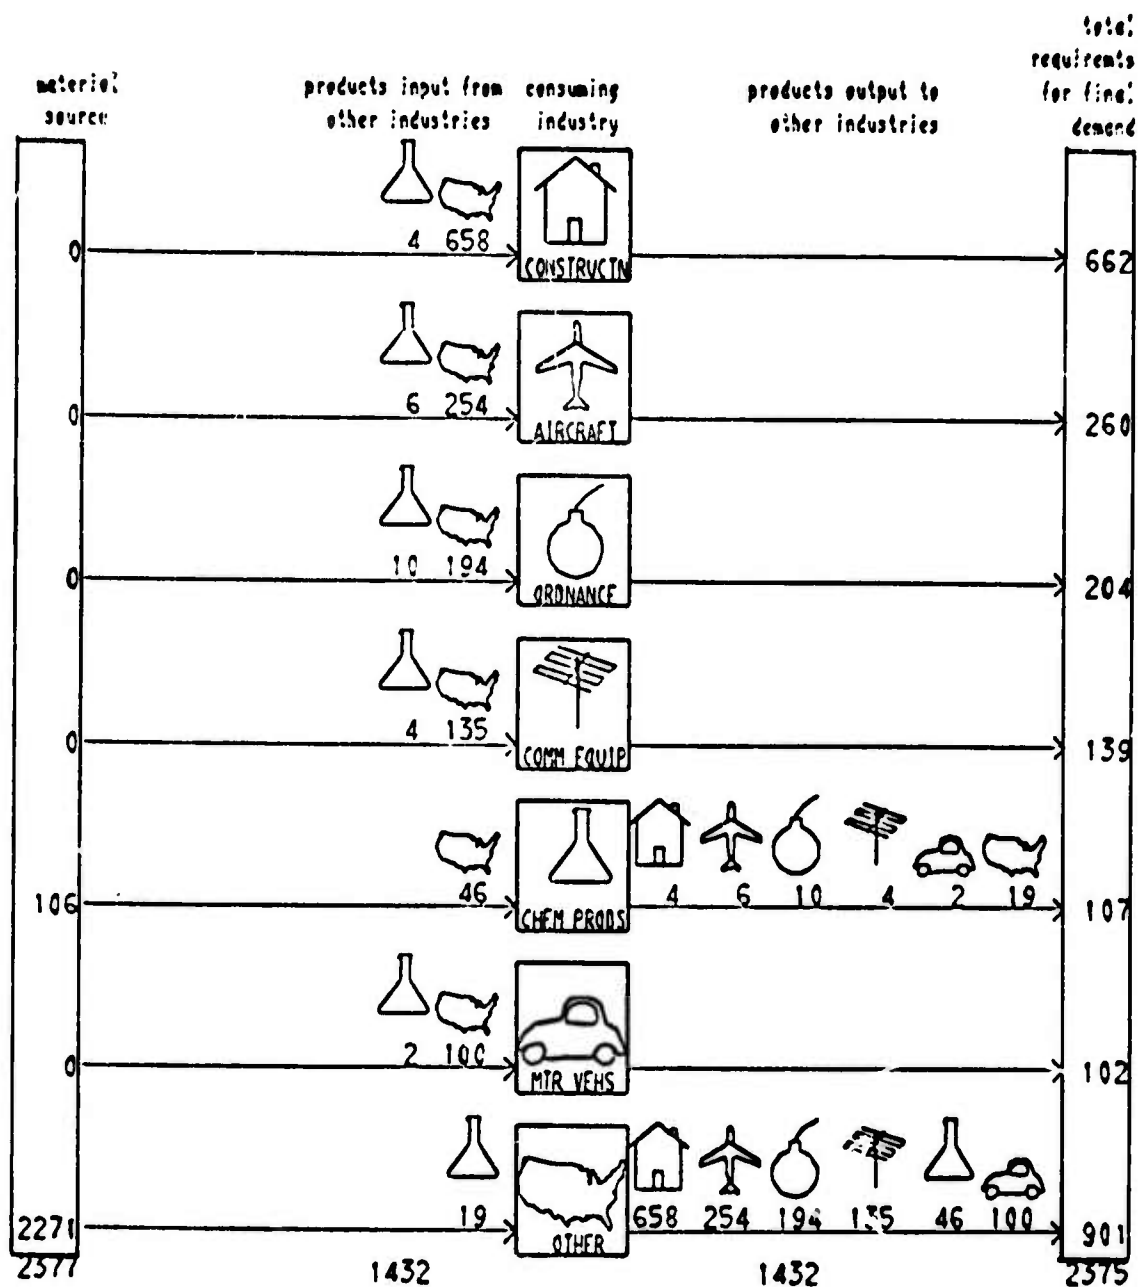 total
requiremts
material products input from consuming products output to for final
source other industries industry other industries demand
4 658
0 CONSTRUCTN 662
6 254
0 AIRCRAFT 260
10 194
0 ORDNANCE 204
4 135
0 COMM EQUIP 139
46 4 6 10 4 2 19
106 CHEM PRODS 107
2 100
0 MTR VEHS 102
19 658 254 194 135 46 100
2271 OTHER 901
2377 1432 1432 2375